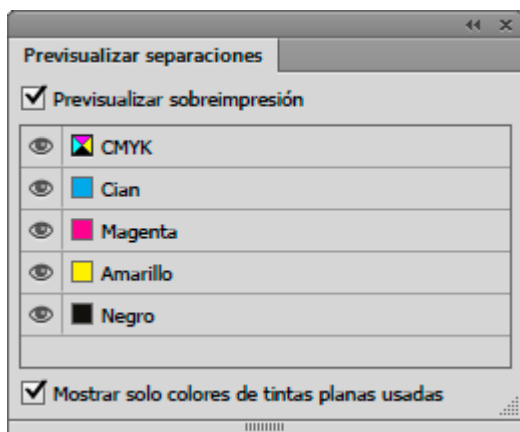 Previsualizar separaciones
Previsualizar sobreimpresión
CMYK
Cian
Magenta
Amarillo
Negro
Mostrar solo colores de tintas planas usadas